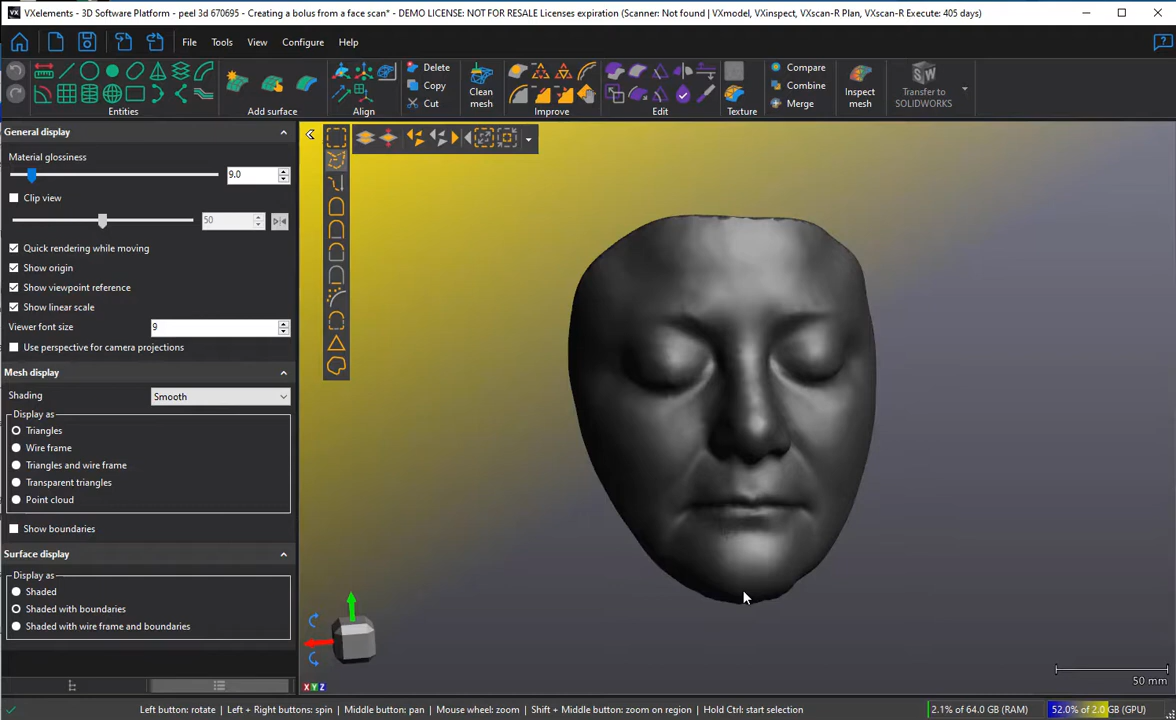 VXelements - 3D Software Platform - peel 3d 670695 - Creating a bolus from a face scan* - DEMO LICENSE: NOT FOR RESALE Licenses expiration (Scanner: Not found | VXmodel, VXinspect, VXscan-R Plan, VXscan-R Execute: 405 days)
File Tools View Configure Help
Entities
Add surface
Align
Delete
Copy
Cut
Clean
mesh
Improve
Edit
Texture
Compare
Combine
Merge
Inspect
mesh
Transfer to
SOLIDWORKS
General display
Material glossiness
9.0
Clip view
50
Quick rendering while moving
Show origin
Show viewpoint reference
Show linear scale
Viewer font size 9
Use perspective for camera projections
Mesh display
Shading Smooth
Display as
Triangles
Wire frame
Triangles and wire frame
Transparent triangles
Point cloud
Show boundaries
Surface display
Display as
Shaded
Shaded with boundaries
Shaded with wire frame and boundaries
X Y Z
50 mm
Left button: rotate | Left + Right buttons: spin | Middle button: pan | Mouse wheel: zoom | Shift + Middle button: zoom on region | Hold Ctrl: start selection
2.1% of 64.0 GB (RAM) 52.0% of 2.0 GB (GPU)